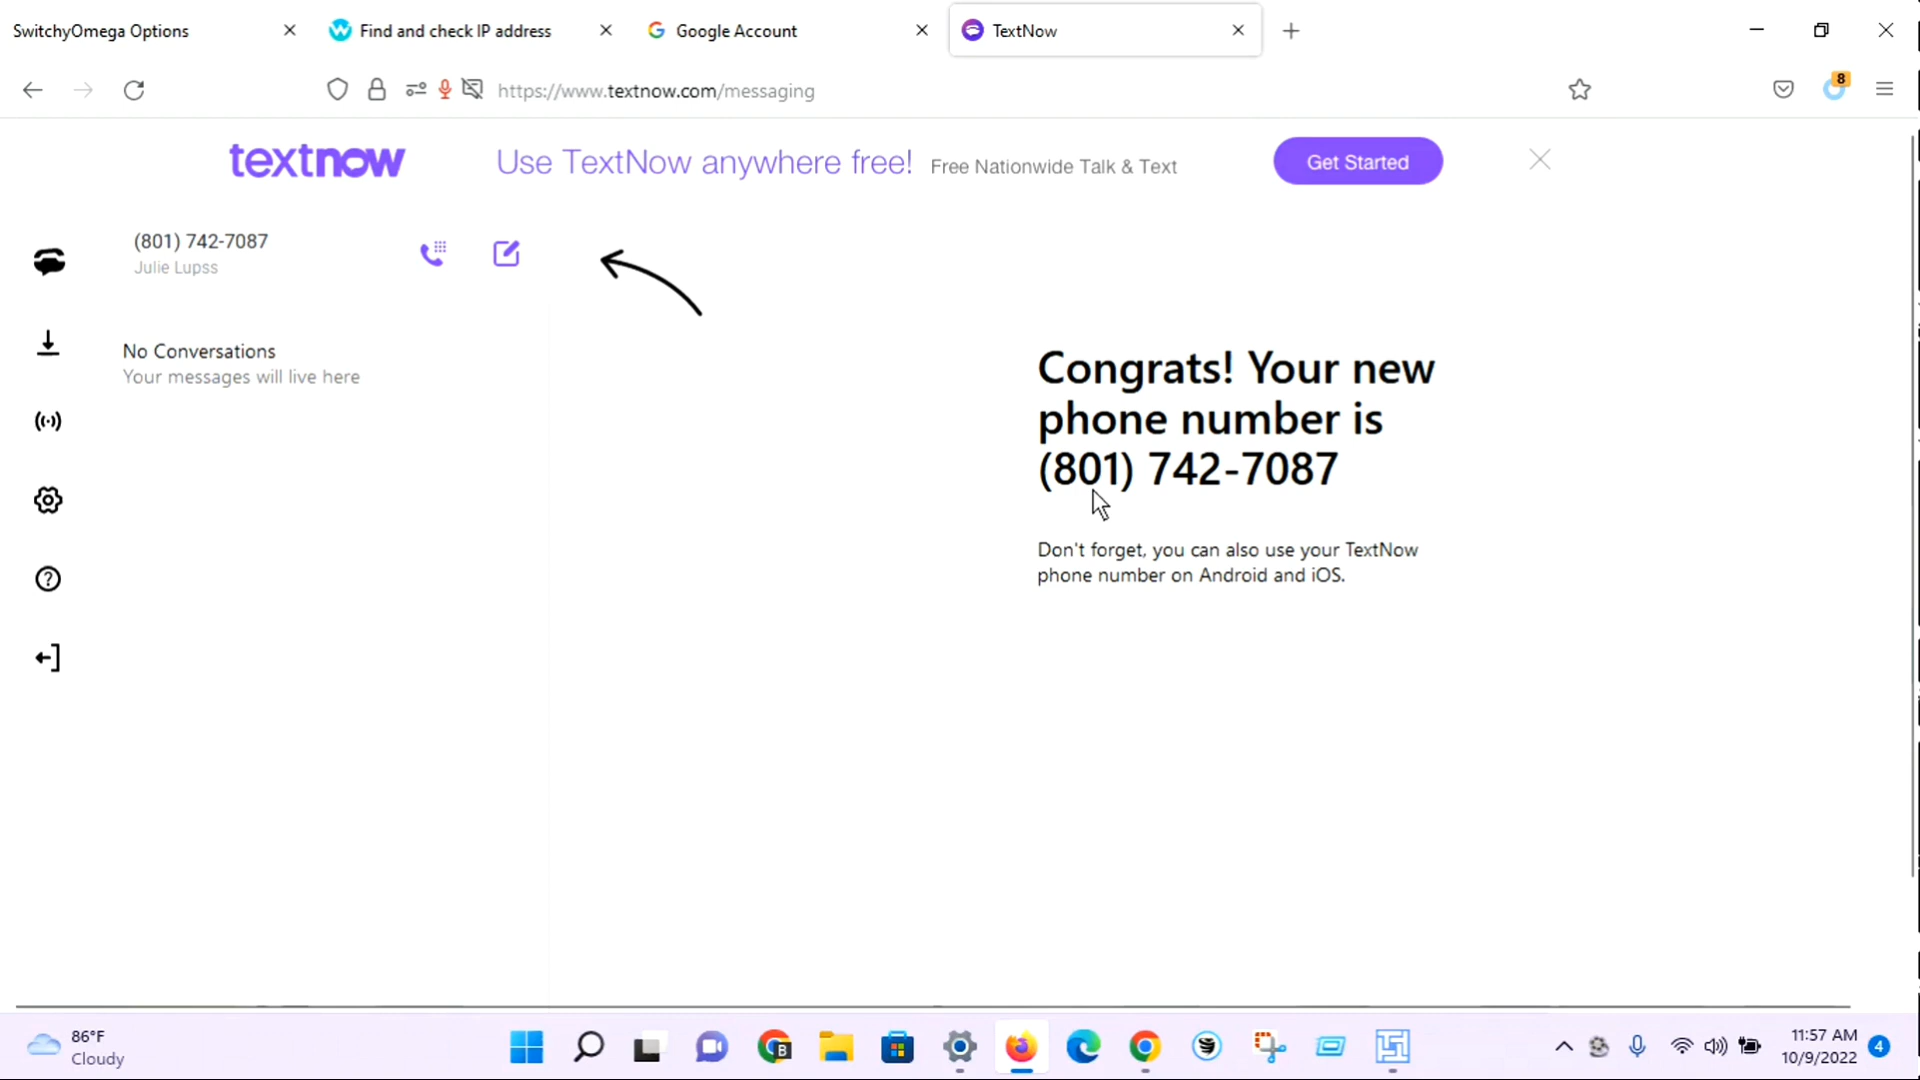 SwitchyOmega Options
Find and check IP address
Google Account
TextNow
https://www.textnow.com/messaging
8
textnow
Use TextNow anywhere free! Free Nationwide Talk & Text
Get Started
(801) 742-7087
Julie Lupss
No Conversations
Your messages will live here
Congrats! Your new
phone number is
(801) 742-7087
Don't forget, you can also use your TextNow
phone number on Android and iOS.
86°F
Cloudy
B
11:57 AM
10/9/2022
4